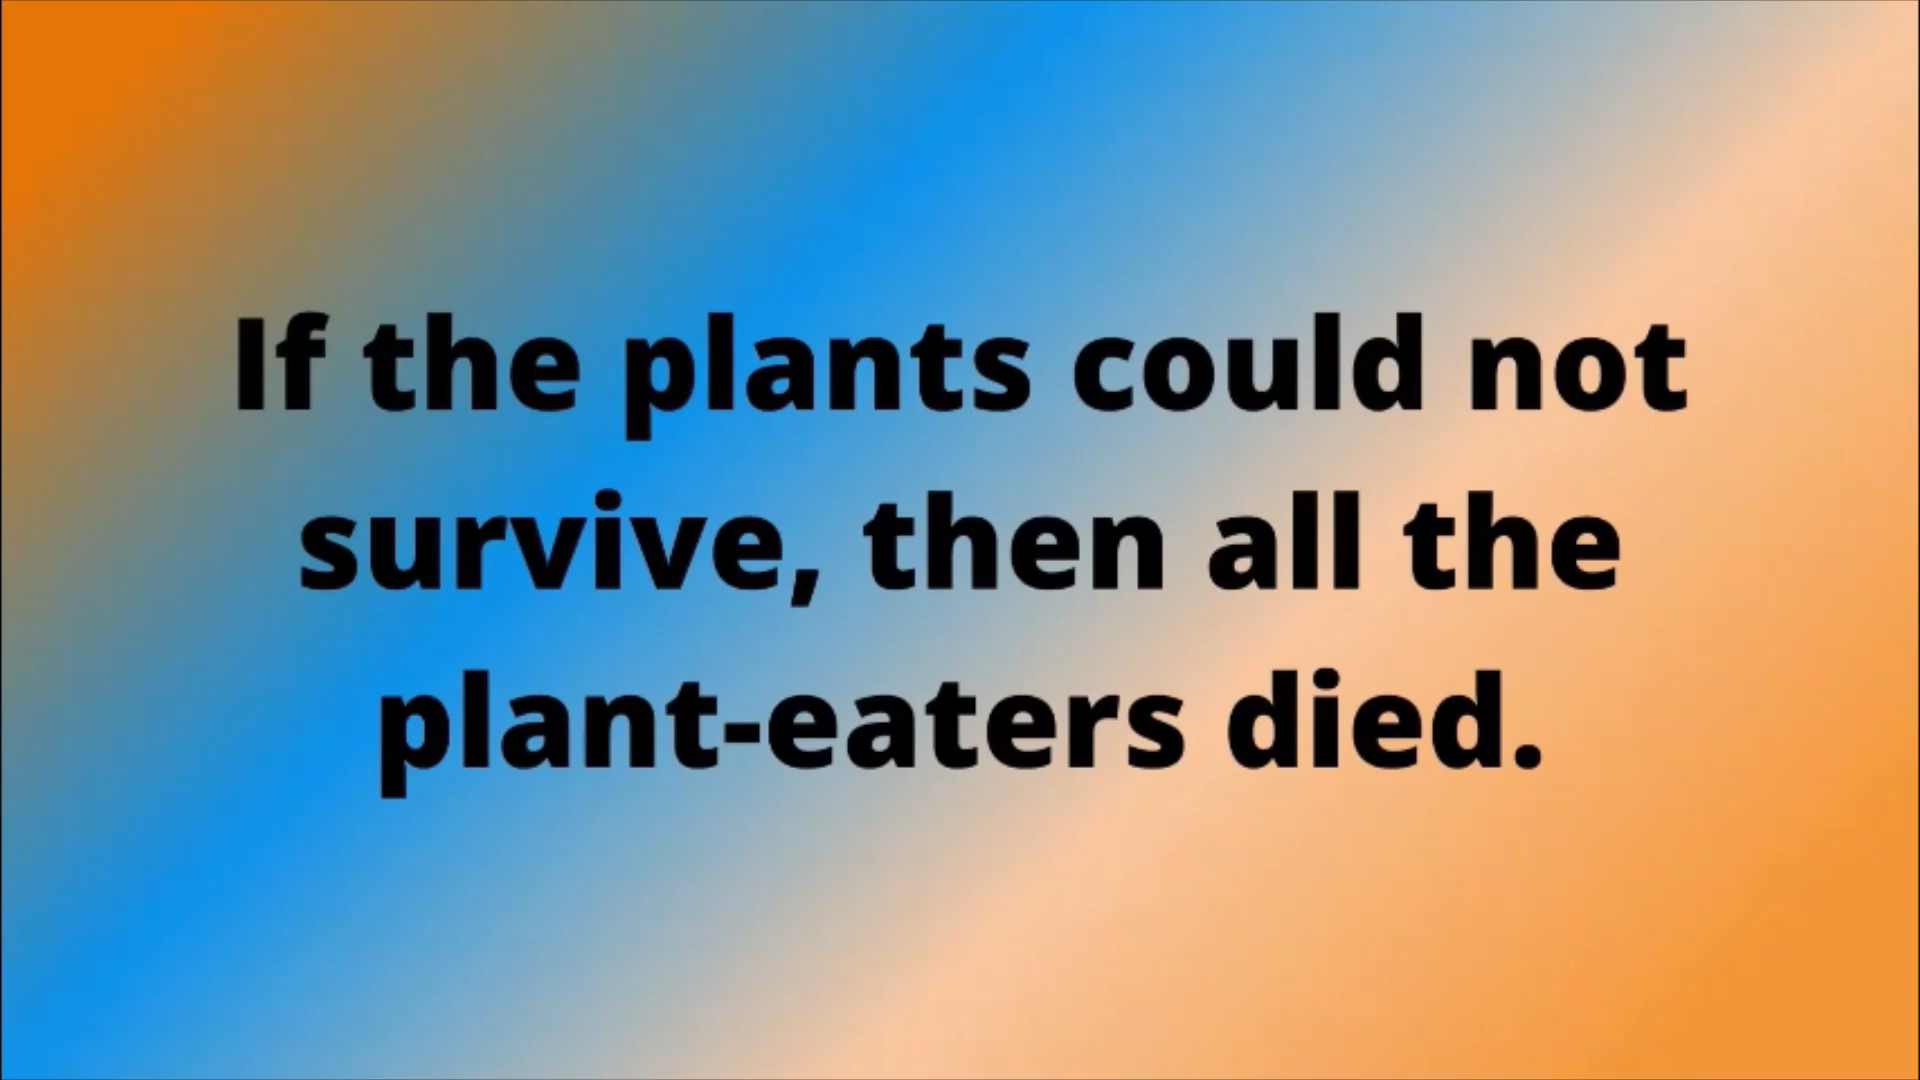 If the plants could not
survive, then all the
plant-eaters died.